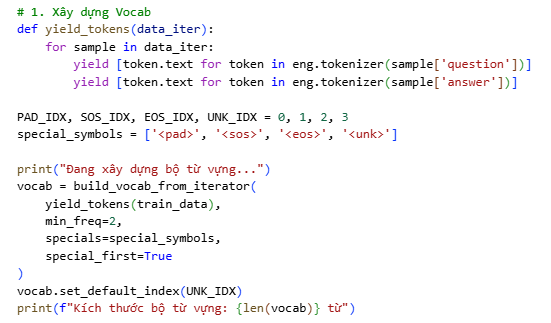 # 1. Xây dựng Vocab
def yield_tokens(data_iter):
    for sample in data_iter:
        yield [token.text for token in eng.tokenizer(sample['question'])]
        yield [token.text for token in eng.tokenizer(sample['answer'])]

PAD_IDX, SOS_IDX, EOS_IDX, UNK_IDX = 0, 1, 2, 3
special_symbols = ['<pad>', '<sos>', '<eos>', '<unk>']

print("Đang xây dựng bộ từ vựng...")
vocab = build_vocab_from_iterator(
    yield_tokens(train_data),
    min_freq=2,
    specials=special_symbols,
    special_first=True
)
vocab.set_default_index(UNK_IDX)
print(f"Kích thước bộ từ vựng: {len(vocab)} từ")